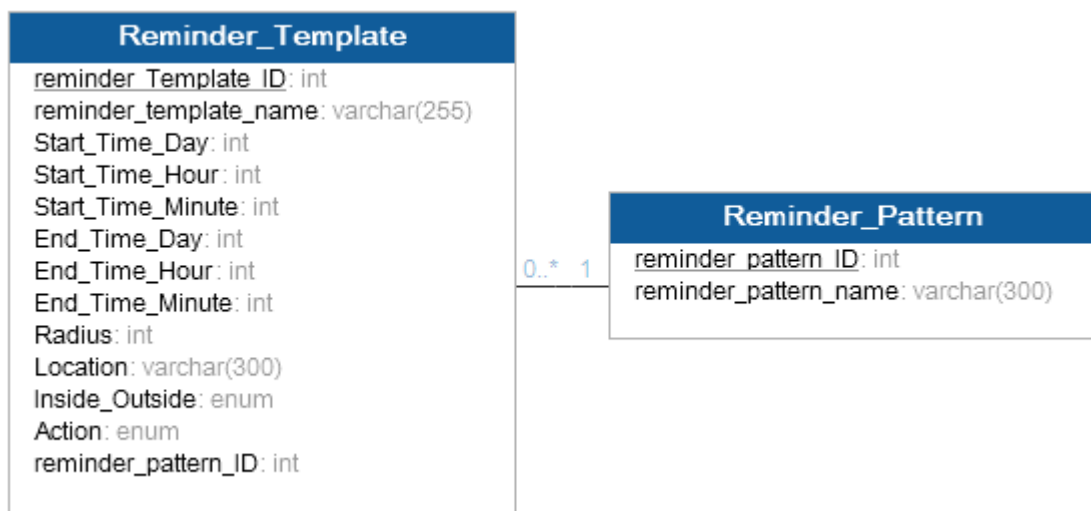 Reminder_Template
reminder_Template_ID: int
reminder_template_name: varchar(255)
Start_Time_Day: int
Start_Time_Hour: int
Start_Time_Minute: int
End_Time_Day: int
End_Time_Hour: int
End_Time_Minute: int
Radius: int
Location: varchar(300)
Inside_Outside: enum
Action: enum
reminder_pattern_ID: int
0..* 1
Reminder_Pattern
reminder_pattern_ID: int
reminder_pattern_name: varchar(300)